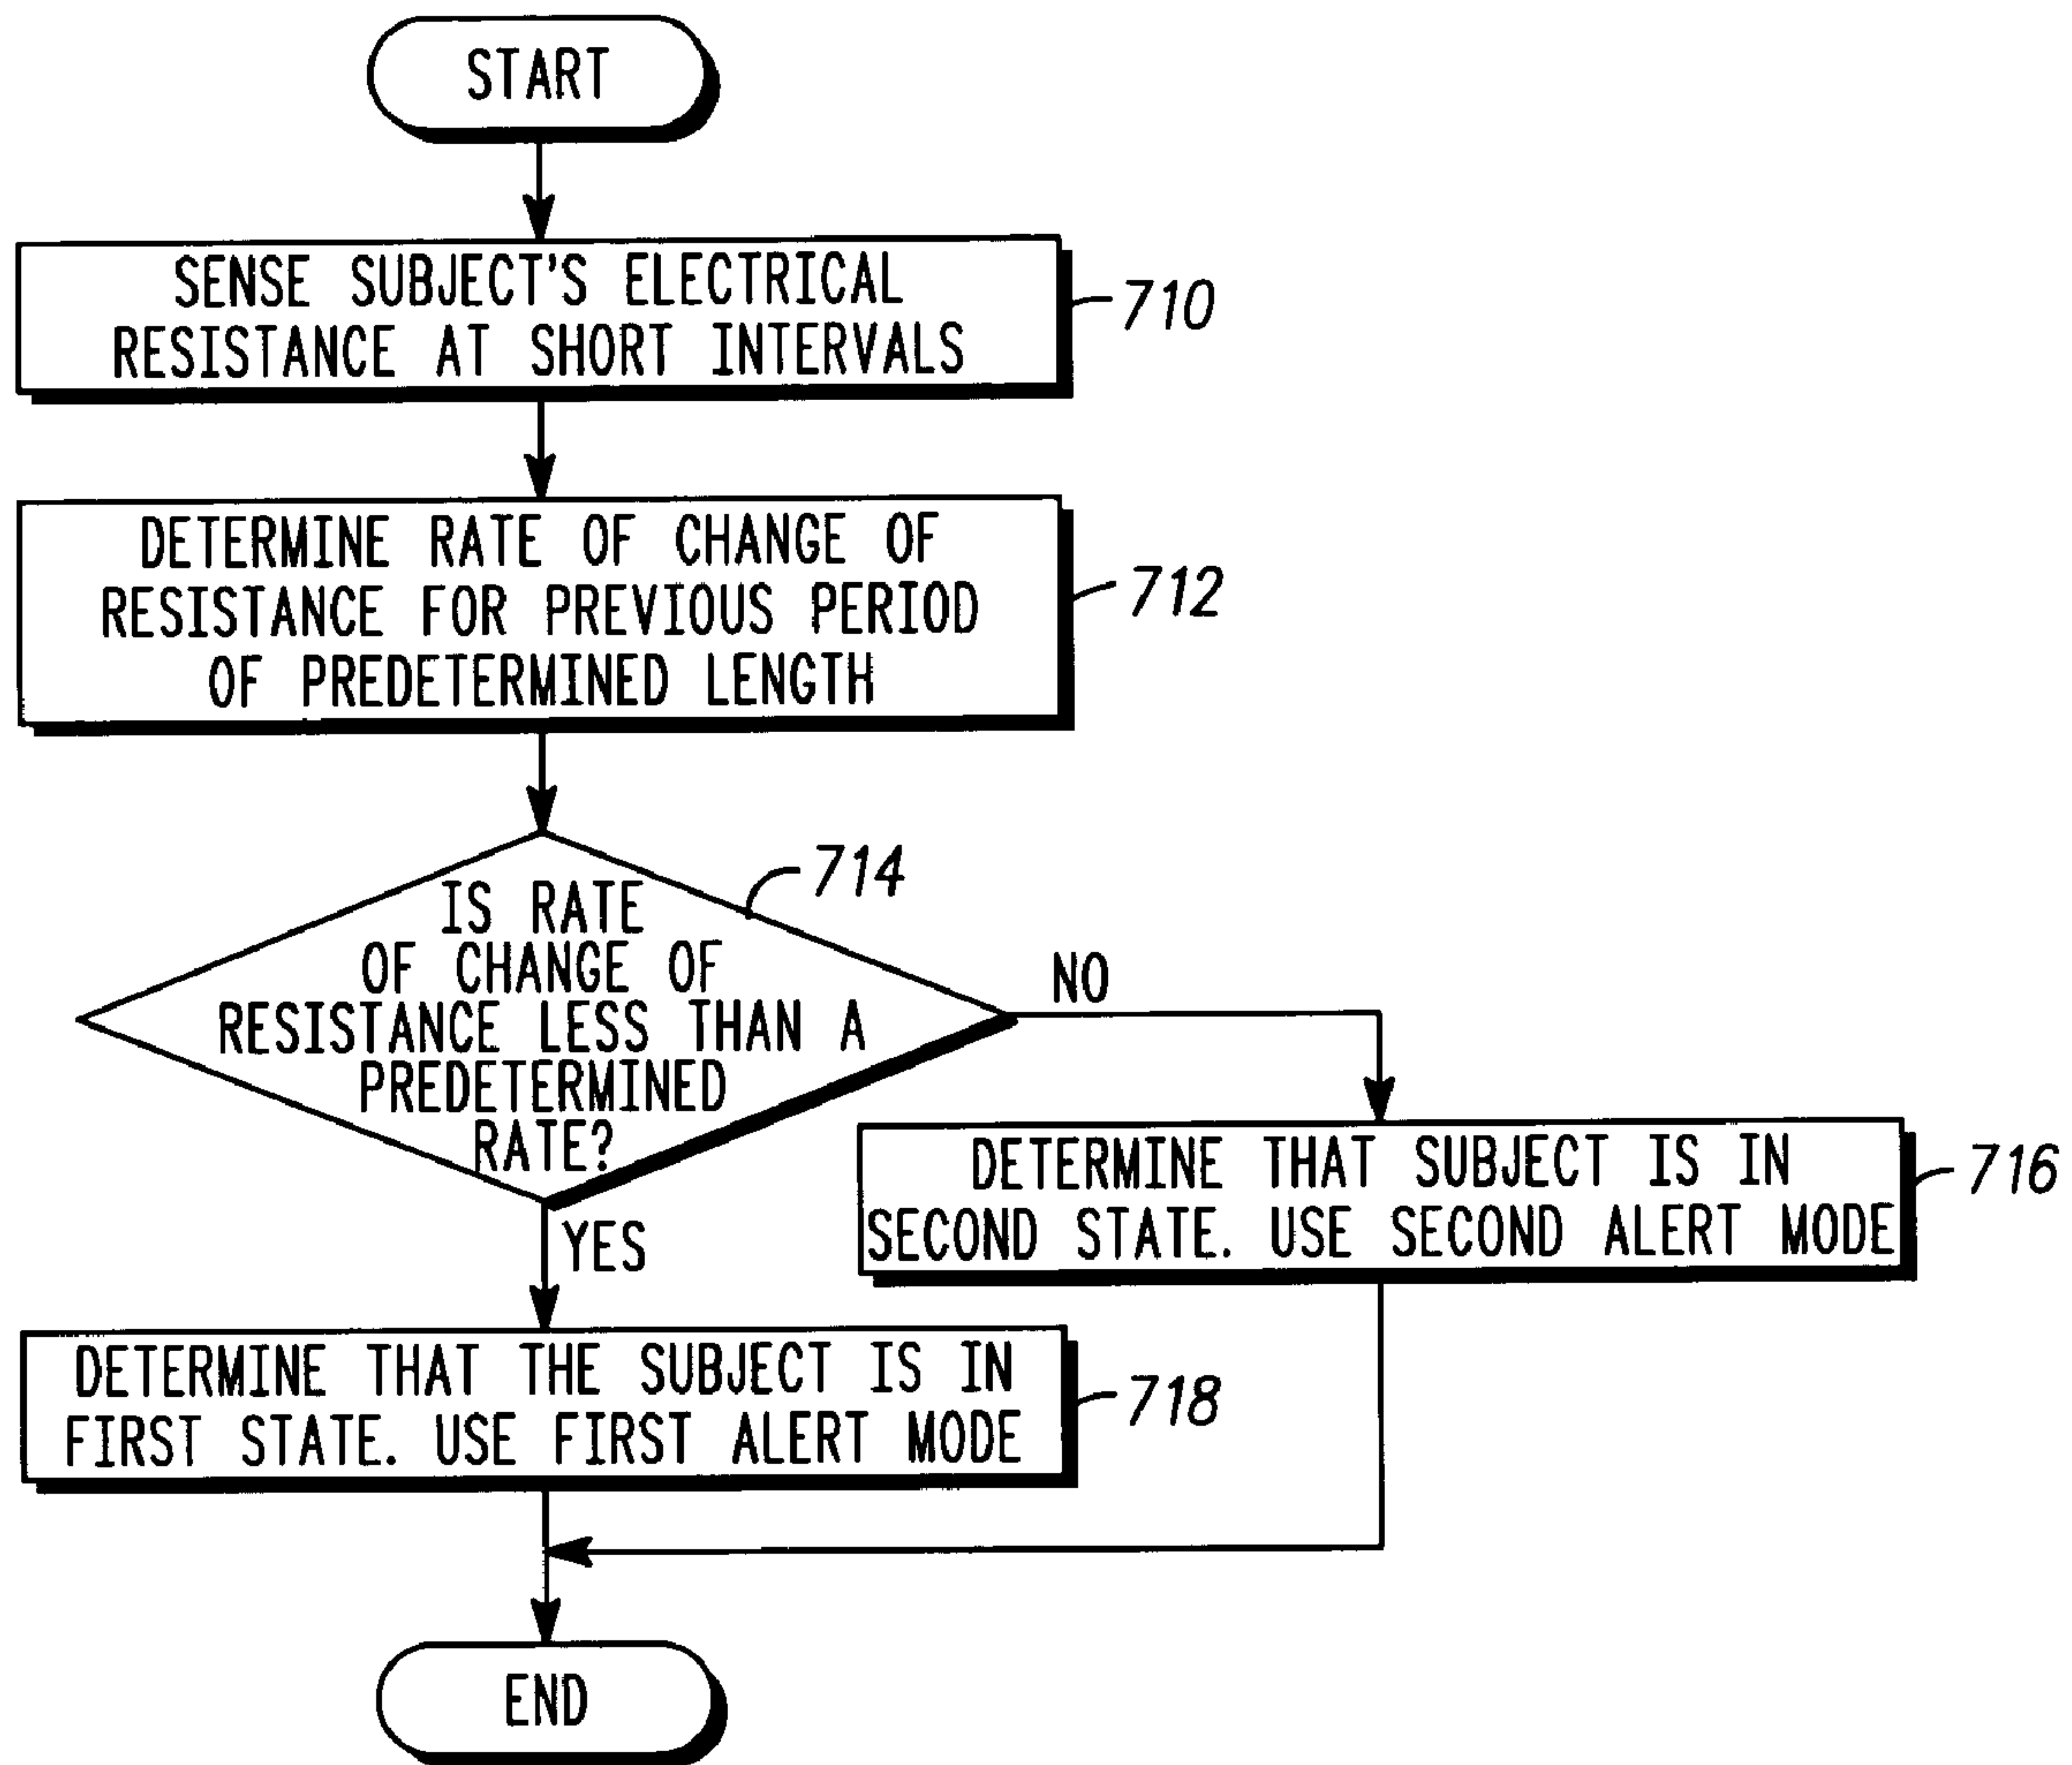 START
SENSE SUBJECT'S ELECTRICAL
RESISTANCE AT SHORT INTERVALS
710
DETERMINE RATE OF CHANGE OF
RESISTANCE FOR PREVIOUS PERIOD
OF PREDETERMINED LENGTH
712
714
IS RATE
OF CHANGE OF
RESISTANCE LESS THAN A
PREDETERMINED
RATE?
NO
YES
DETERMINE THAT SUBJECT IS IN
SECOND STATE. USE SECOND ALERT MODE
716
DETERMINE THAT THE SUBJECT IS IN
FIRST STATE. USE FIRST ALERT MODE
718
END